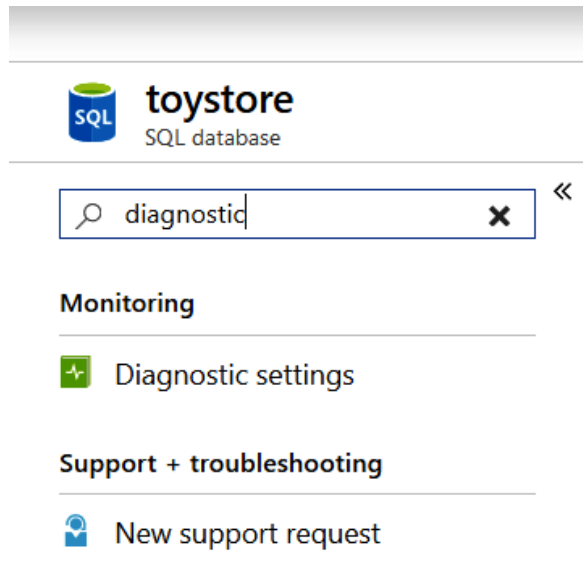 SQL
toystore
SQL database
diagnostic
Monitoring
Diagnostic settings
Support + troubleshooting
New support request